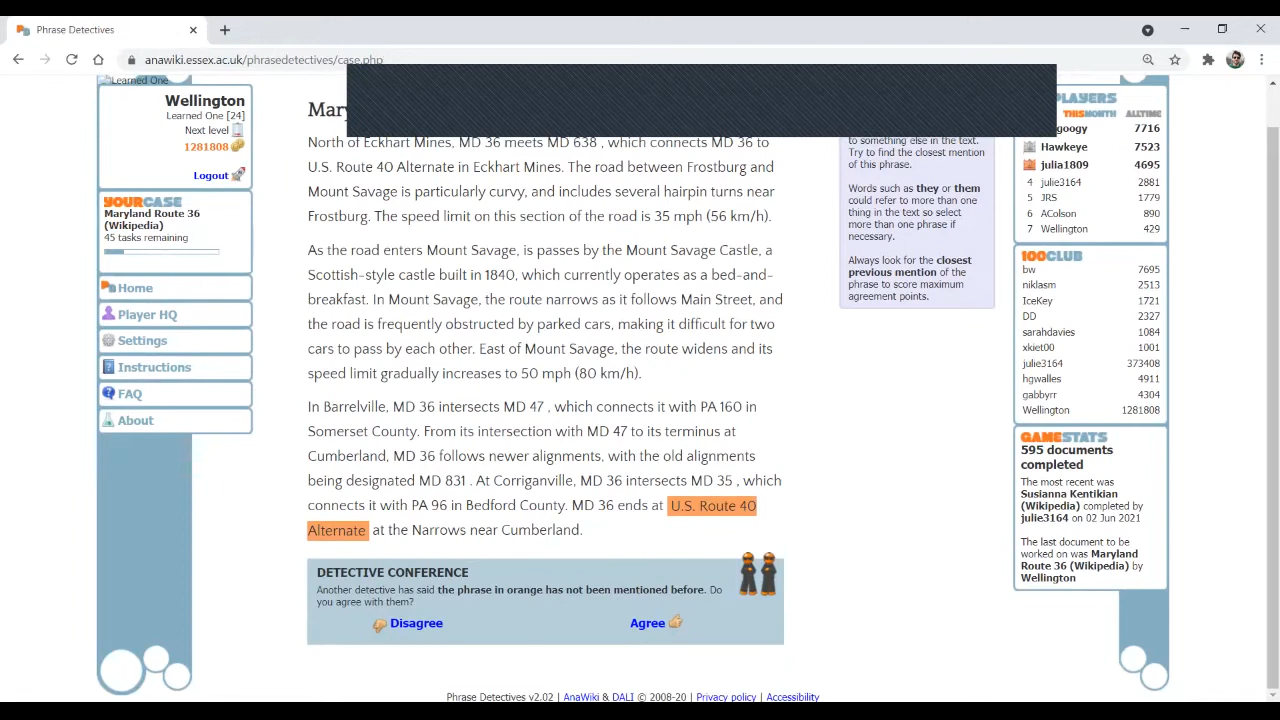 Phrase Detectives
anawiki.essex.ac.uk/phrasedetectives/case.php
Learned One
Wellington
Learned One [24]
Next level
1281808
Logout
YOURCASE
Maryland Route 36
(Wikipedia)
45 tasks remaining
Home
Player HQ
Settings
Instructions
FAQ
About
North of Eckhart Mines, MD 36 meets MD 638 , which connects MD 36 to
U.S. Route 40 Alternate in Eckhart Mines. The road between Frostburg and
Mount Savage is particularly curvy, and includes several hairpin turns near
Frostburg. The speed limit on this section of the road is 35 mph (56 km/h).
As the road enters Mount Savage, is passes by the Mount Savage Castle, a
Scottish-style castle built in 1840, which currently operates as a bed-and-
breakfast. In Mount Savage, the route narrows as it follows Main Street, and
the road is frequently obstructed by parked cars, making it difficult for two
cars to pass by each other. East of Mount Savage, the route widens and its
speed limit gradually increases to 50 mph (80 km/h).
In Barrelville, MD 36 intersects MD 47 , which connects it with PA 160 in
Somerset County. From its intersection with MD 47 to its terminus at
Cumberland, MD 36 follows newer alignments, with the old alignments
being designated MD 831 . At Corriganville, MD 36 intersects MD 35 , which
connects it with PA 96 in Bedford County. MD 36 ends at U.S. Route 40
Alternate at the Narrows near Cumberland.
DETECTIVE CONFERENCE
Another detective has said the phrase in orange has not been mentioned before. Do
you agree with them?
Disagree
Agree
to something else in the text.
Try to find the closest mention
of this phrase.
Words such as they or them
could refer to more than one
thing in the text so select
more than one phrase if
necessary.
Always look for the closest
previous mention of the
phrase to score maximum
agreement points.
PLAYERS
THISMONTH ALLTIME
7716
Hawkeye 7523
julia1809 4695
4 julie3164 2881
5 JRS 1779
6 AColson 890
7 Wellington 429
100CLUB
bw 7695
niklasm 2513
IceKey 1721
DD 2327
sarahdavies 1084
xkiet00 1001
julie3164 373408
hgwalles 4911
gabbyrr 4304
Wellington 1281808
GAMESTATS
595 documents
completed
The most recent was
Susianna Kentikian
(Wikipedia) completed by
julie3164 on 02 Jun 2021
The last document to be
worked on was Maryland
Route 36 (Wikipedia) by
Wellington
Phrase Detectives v2.02 | AnaWiki & DALI © 2008-20 | Privacy policy | Accessibility